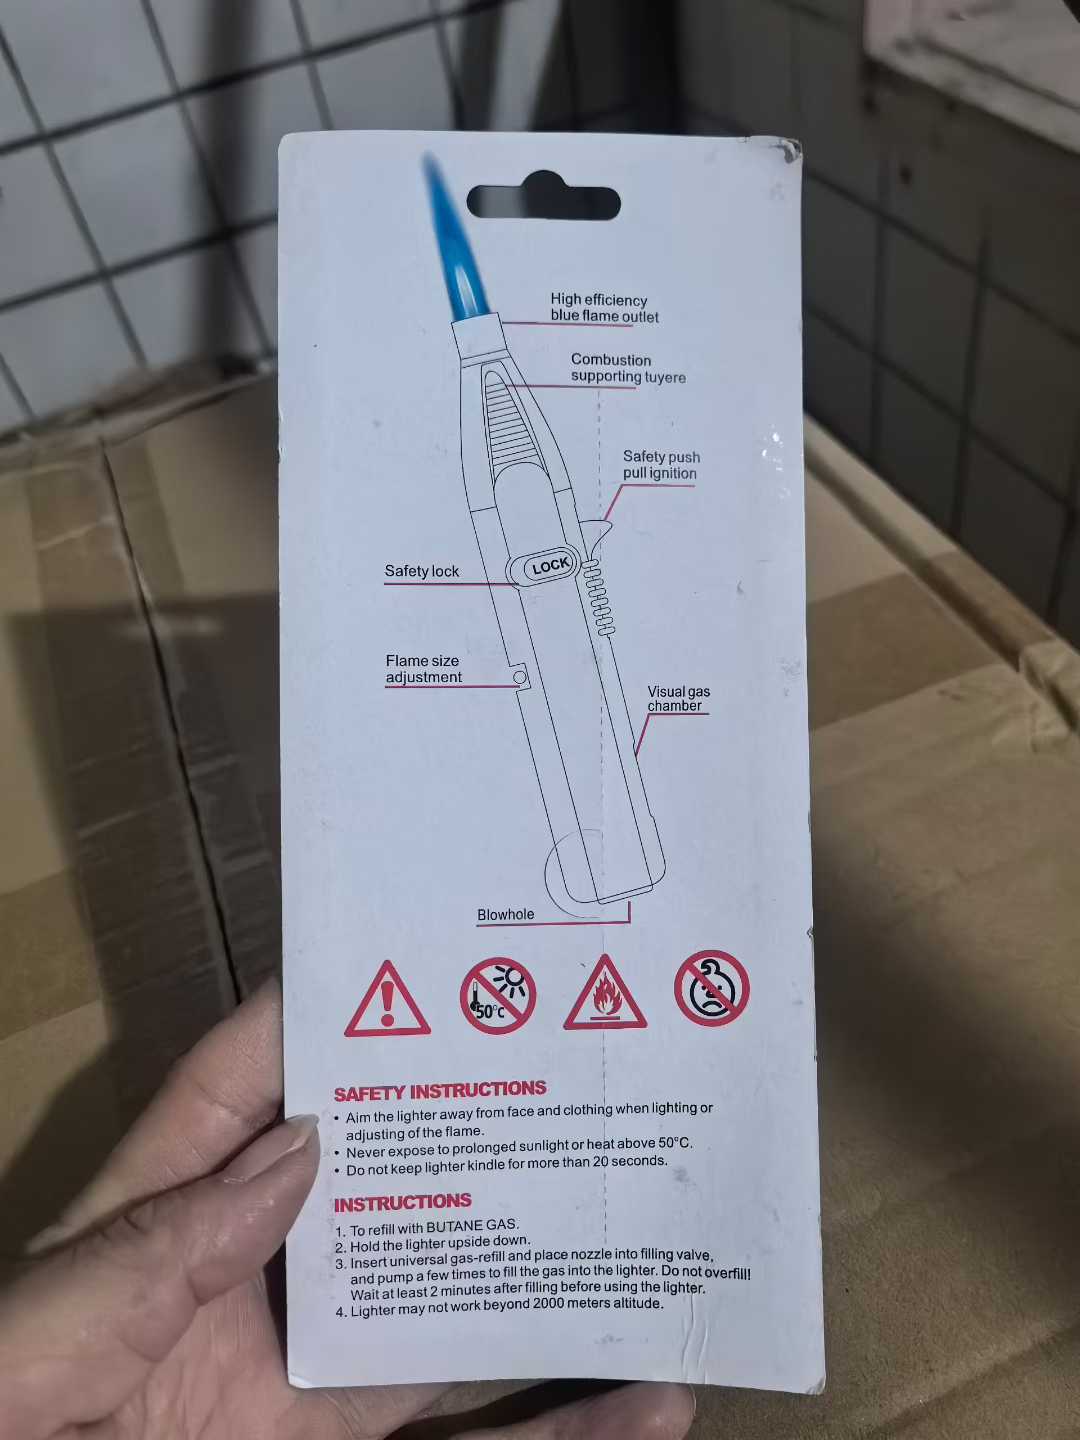 High efficiency
blue flame outlet
Combustion
supporting tuyere
Safety push
pull ignition
LOCK
Safety lock
Flame size
adjustment
Visual gas
chamber
Blowhole
50°C
SAFETY INSTRUCTIONS
• Aim the lighter away from face and clothing when lighting or
adjusting of the flame.
• Never expose to prolonged sunlight or heat above 50°C.
• Do not keep lighter kindle for more than 20 seconds.
INSTRUCTIONS
1. To refill with BUTANE GAS.
2. Hold the lighter upside down.
3. Insert universal gas-refill and place nozzle into filling valve,
and pump a few times to fill the gas into the lighter. Do not overfill!
Wait at least 2 minutes after filling before using the lighter.
4. Lighter may not work beyond 2000 meters altitude.